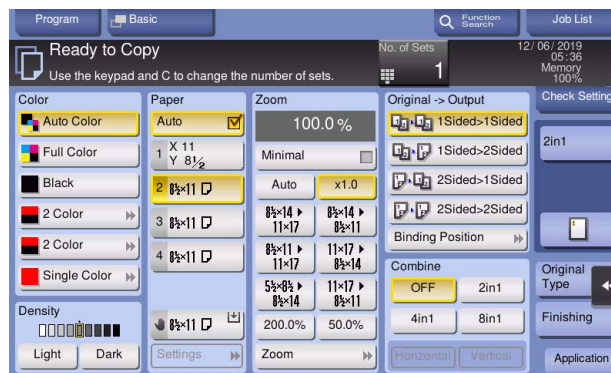 Program
Basic
Function Search
Job List
Ready to Copy
Use the keypad and C to change the number of sets.
No. of Sets
1
12/06/2019
05:36
Memory
100%
Color
Auto Color
Full Color
Black
2 Color
2 Color
Single Color
Density
Light
Dark
Paper
Auto
1 X 11
Y 8½
2 8½×11
3 8½×11
4 8½×11
8½×11
Settings
Zoom
100.0%
Minimal
Auto
x1.0
8½×14 ▸ 11×17
8½×14 ▸ 8½×11
8½×11 ▸ 11×17
11×17 ▸ 8½×14
5½×8½ ▸ 8½×14
11×17 ▸ 8½×11
200.0%
50.0%
Zoom
Original -> Output
1Sided>1Sided
1Sided>2Sided
2Sided>1Sided
2Sided>2Sided
Binding Position
Combine
OFF
2in1
4in1
8in1
Horizontal
Vertical
Check Setting
2in1
Original
Type
Finishing
Application